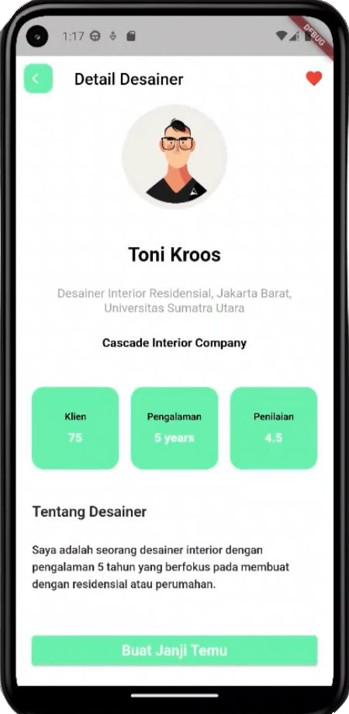 1:17
DEBUG
Detail Desainer
Toni Kroos
Desainer Interior Residensial, Jakarta Barat,
Universitas Sumatra Utara
Cascade Interior Company
Klien
75
Pengalaman
5 years
Penilaian
4.5
Tentang Desainer
Saya adalah seorang desainer interior dengan
pengalaman 5 tahun yang berfokus pada membuat
dengan residensial atau perumahan.
Buat Janji Temu